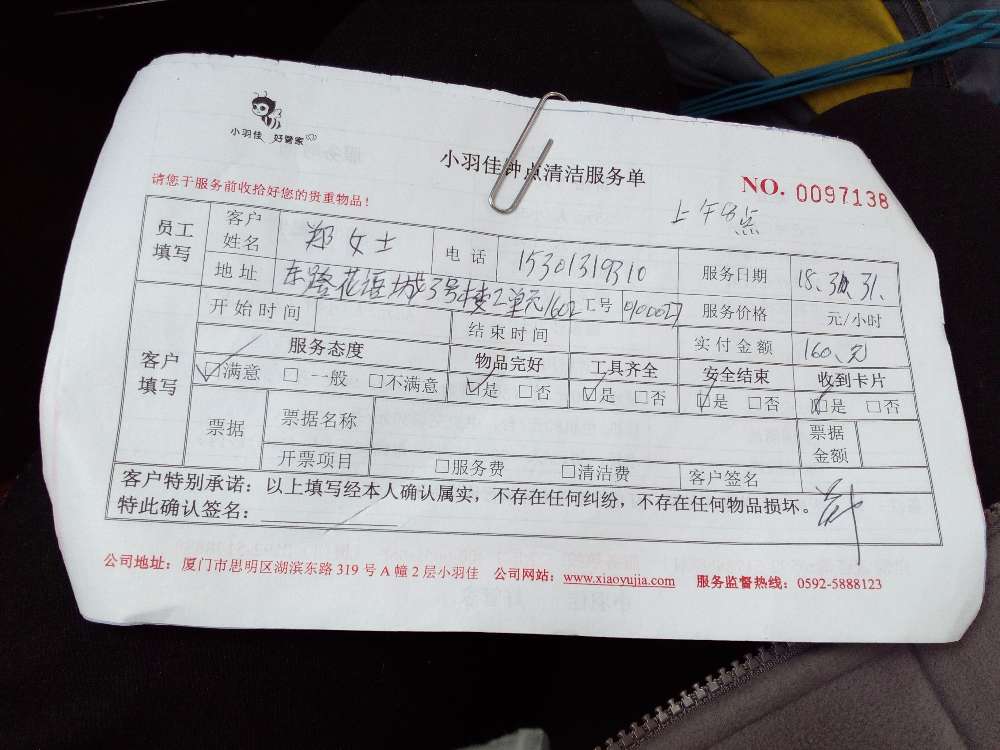 小羽佳 好管家
小羽佳钟点清洁服务单
NO. 0097138
请您于服务前收拾好您的贵重物品！
上午8点
员工填写 客户姓名 郑女士 电话 15301319310 服务日期 18.3.31.
地址 3号楼2单元1602 工号 服务价格 元/小时
客户填写 开始时间 结束时间 实付金额 160.元
服务态度 物品完好 工具齐全 安全结束 收到卡片
☑满意 □一般 □不满意 ☑是 □否 ☑是 □否 ☑是 □否 ☑是 □否
票据 票据名称 票据金额
开票项目 □服务费 □清洁费 客户签名
客户特别承诺：以上填写经本人确认属实，不存在任何纠纷，不存在任何物品损坏。
特此确认签名：
公司地址：厦门市思明区湖滨东路 319 号 A 幢 2 层小羽佳 公司网站：www.xiaoyujia.com 服务监督热线：0592-5888123